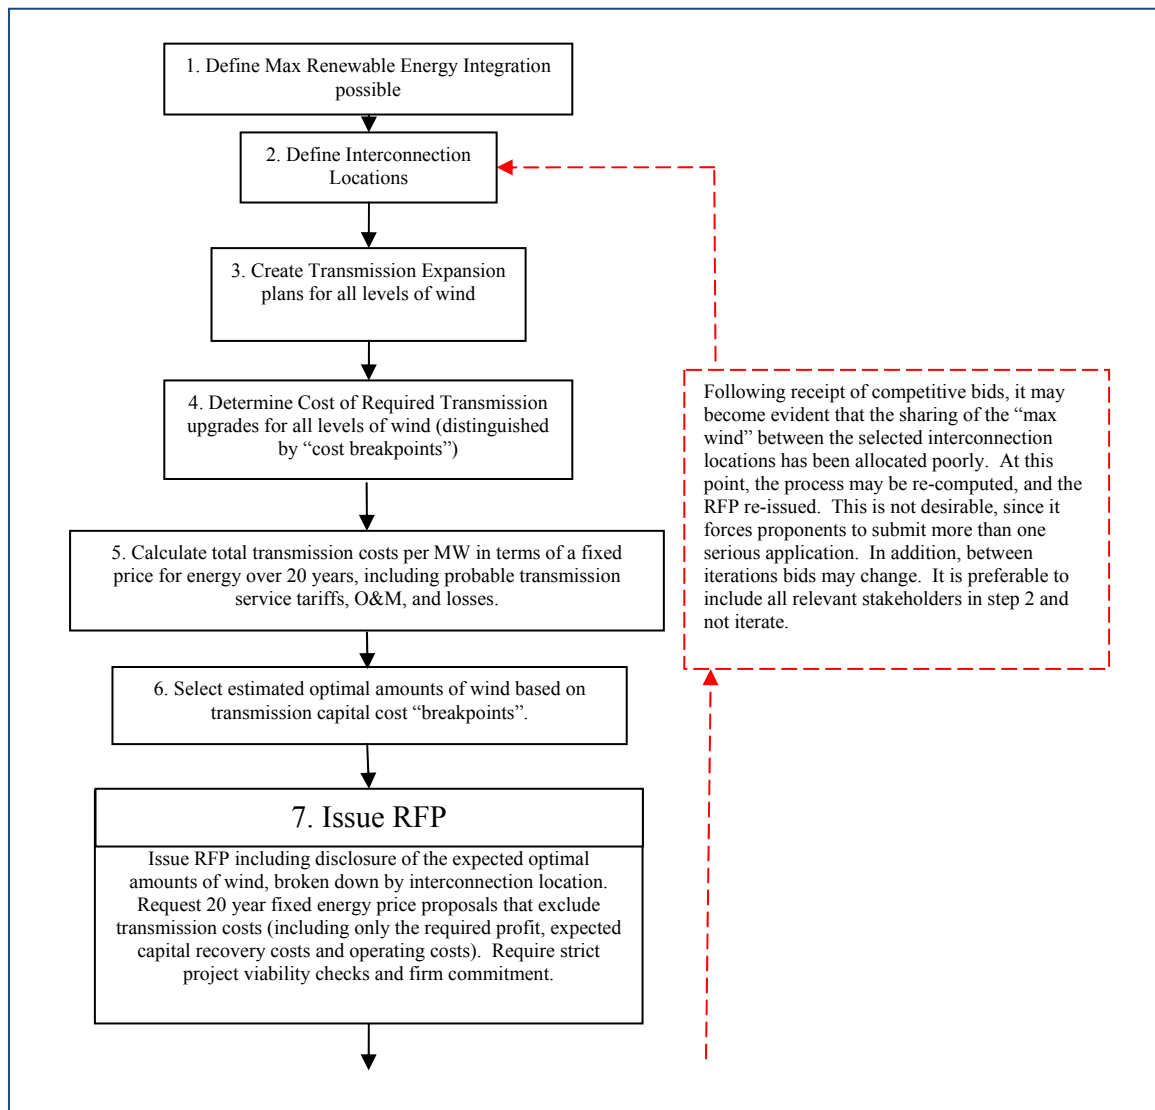 1. Define Max Renewable Energy Integration
possible
2. Define Interconnection
Locations
3. Create Transmission Expansion
plans for all levels of wind
4. Determine Cost of Required Transmission
upgrades for all levels of wind (distinguished
by “cost breakpoints”)
5. Calculate total transmission costs per MW in terms of a fixed
price for energy over 20 years, including probable transmission
service tariffs, O&M, and losses.
6. Select estimated optimal amounts of wind based on
transmission capital cost “breakpoints”.
7. Issue RFP
Issue RFP including disclosure of the expected optimal
amounts of wind, broken down by interconnection location.
Request 20 year fixed energy price proposals that exclude
transmission costs (including only the required profit, expected
capital recovery costs and operating costs).  Require strict
project viability checks and firm commitment.
Following receipt of competitive bids, it may
become evident that the sharing of the “max
wind” between the selected interconnection
locations has been allocated poorly.  At this
point, the process may be re-computed, and the
RFP re-issued.  This is not desirable, since it
forces proponents to submit more than one
serious application.  In addition, between
iterations bids may change.  It is preferable to
include all relevant stakeholders in step 2 and
not iterate.